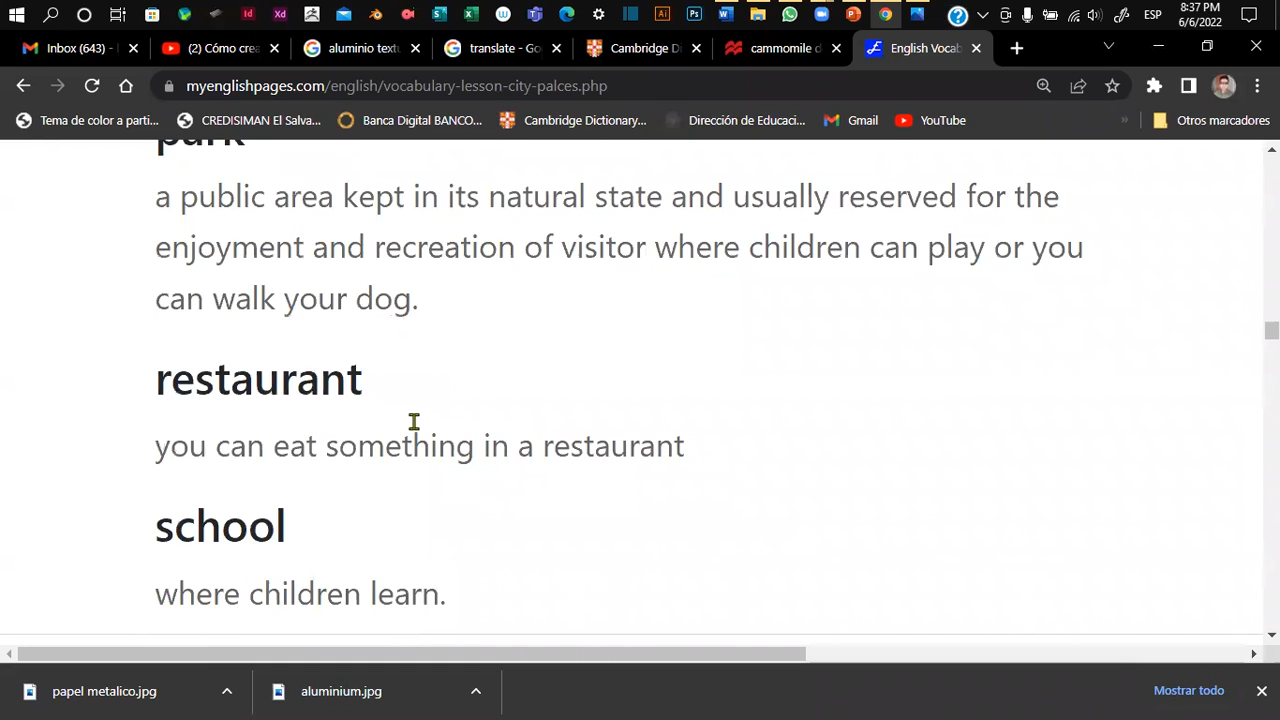 8:37 PM
ESP
6/6/2022
Inbox (643) -
(2) Cómo crea
aluminio textu
translate - Go
Cambridge D
cammomile d
English Vocab
myenglishpages.com/english/vocabulary-lesson-city-palces.php
Tema de color a parti...
CREDISIMAN El Salva...
Banca Digital BANCO...
Cambridge Dictionary...
Dirección de Educaci...
Gmail
YouTube
Otros marcadores
park
a public area kept in its natural state and usually reserved for the
enjoyment and recreation of visitor where children can play or you
can walk your dog.
restaurant
you can eat something in a restaurant
school
where children learn.
papel metalico.jpg
aluminium.jpg
Mostrar todo